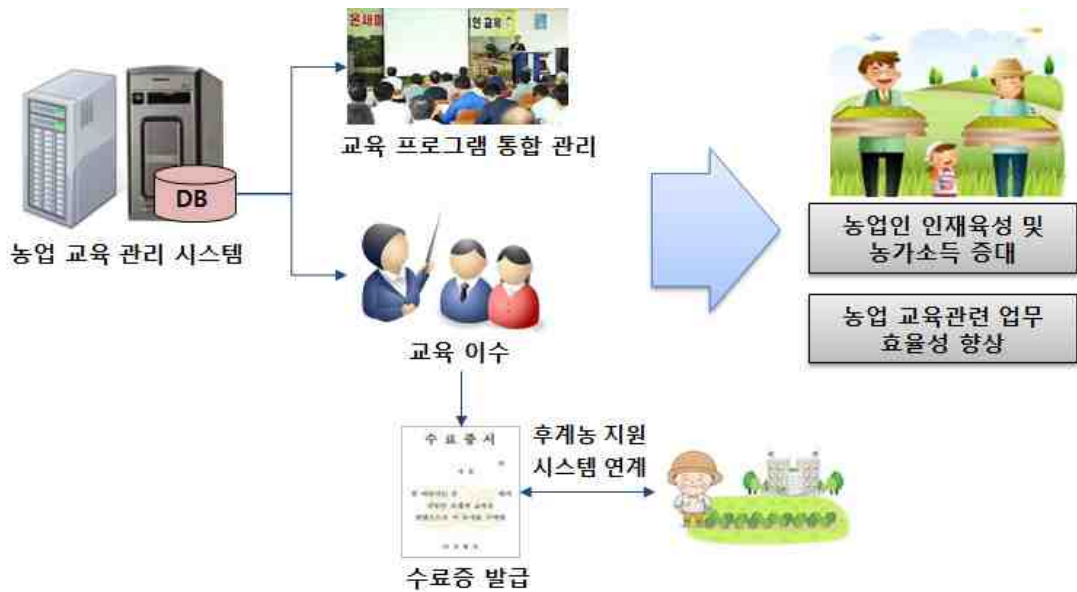 교육 프로그램 통합 관리
DB
농업 교육 관리 시스템
교육 이수
농업인 인재육성 및
농가소득 증대
농업 교육관련 업무
효율성 향상
수 료 증 서
후계농 지원
시스템 연계
수료증 발급